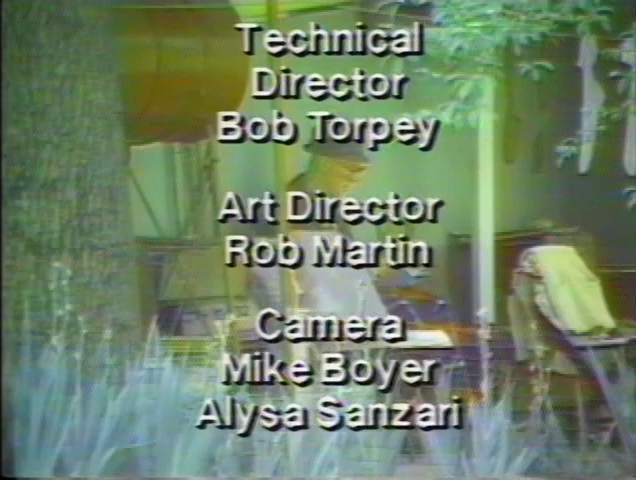 Technical
Director
Bob Torpey
Art Director
Rob Martin
Camera
Mike Boyer
Alysa Sanzari